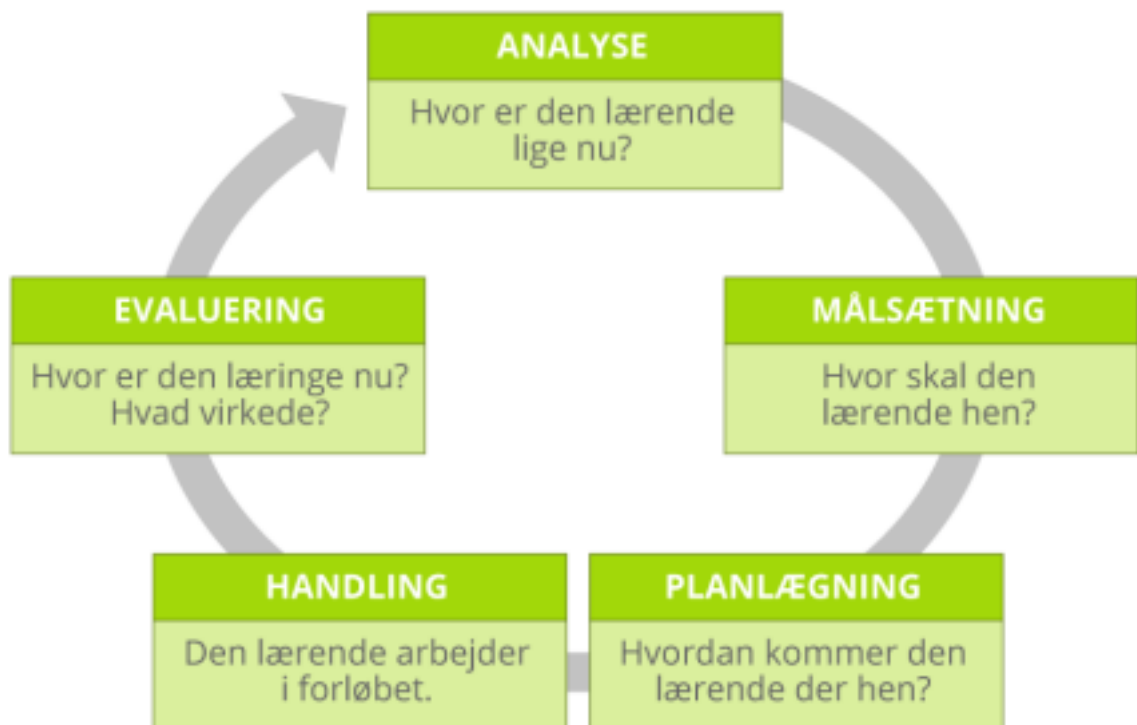 ANALYSE
Hvor er den lærende
lige nu?
MÅLSÆTNING
Hvor skal den
lærende hen?
PLANLÆGNING
Hvordan kommer den
lærende der hen?
HANDLING
Den lærende arbejder
i forløbet.
EVALUERING
Hvor er den læringe nu?
Hvad virkede?